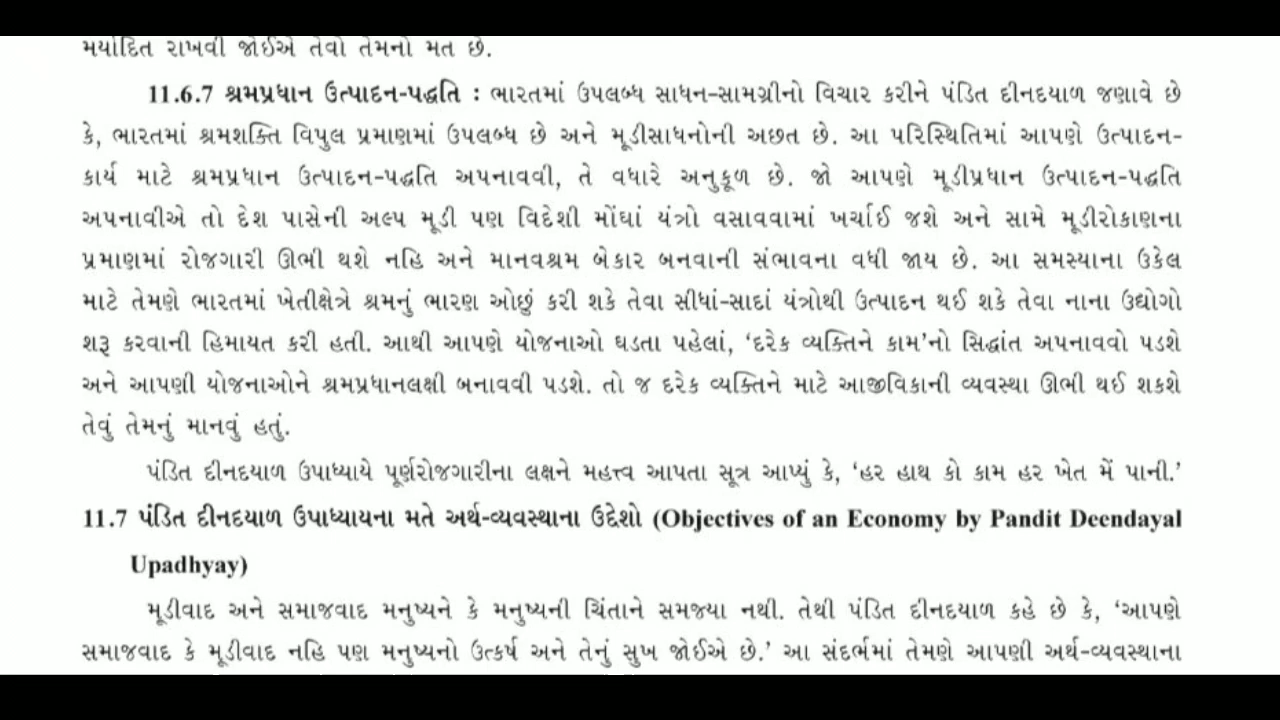 મર્યાદિત રાખવી જોઈએ તેવો તેમનો મત છે.
11.6.7 શ્રમપ્રધાન ઉત્પાદન-પદ્ધતિ : ભારતમાં ઉપલબ્ધ સાધન-સામગ્રીનો વિચાર કરીને પંડિત દીનદયાળ જણાવે છે
કે, ભારતમાં શ્રમશક્તિ વિપુલ પ્રમાણમાં ઉપલબ્ધ છે અને મૂડીસાધનોની અછત છે. આ પરિસ્થિતિમાં આપણે ઉત્પાદન-
કાર્ય માટે શ્રમપ્રધાન ઉત્પાદન-પદ્ધતિ અપનાવવી, તે વધારે અનુકૂળ છે. જો આપણે મૂડીપ્રધાન ઉત્પાદન-પદ્ધતિ
અપનાવીએ તો દેશ પાસેની અલ્પ મૂડી પણ વિદેશી મોંઘાં યંત્રો વસાવવામાં ખર્ચાઈ જશે અને સામે મૂડીરોકાણના
પ્રમાણમાં રોજગારી ઊભી થશે નહિ અને માનવશ્રમ બેકાર બનવાની સંભાવના વધી જાય છે. આ સમસ્યાના ઉકેલ
માટે તેમણે ભારતમાં ખેતીક્ષેત્રે શ્રમનું ભારણ ઓછું કરી શકે તેવા સીધાં-સાદાં યંત્રોથી ઉત્પાદન થઈ શકે તેવા નાના ઉદ્યોગો
શરૂ કરવાની હિમાયત કરી હતી. આથી આપણે યોજનાઓ ઘડતા પહેલાં, ‘દરેક વ્યક્તિને કામ’નો સિદ્ધાંત અપનાવવો પડશે
અને આપણી યોજનાઓને શ્રમપ્રધાનલક્ષી બનાવવી પડશે. તો જ દરેક વ્યક્તિને માટે આજીવિકાની વ્યવસ્થા ઊભી થઈ શકશે
તેવું તેમનું માનવું હતું.
પંડિત દીનદયાળ ઉપાધ્યાયે પૂર્ણરોજગારીના લક્ષને મહત્ત્વ આપતા સૂત્ર આપ્યું કે, ‘હર હાથ કો કામ હર ખેત મેં પાની.’
11.7 પંડિત દીનદયાળ ઉપાધ્યાયના મતે અર્થ-વ્યવસ્થાના ઉદ્દેશો (Objectives of an Economy by Pandit Deendayal
Upadhyay)
મૂડીવાદ અને સમાજવાદ મનુષ્યને કે મનુષ્યની ચિંતાને સમજ્યા નથી. તેથી પંડિત દીનદયાળ કહે છે કે, ‘આપણે
સમાજવાદ કે મૂડીવાદ નહિ પણ મનુષ્યનો ઉત્કર્ષ અને તેનું સુખ જોઈએ છે.’ આ સંદર્ભમાં તેમણે આપણી અર્થ-વ્યવસ્થાના